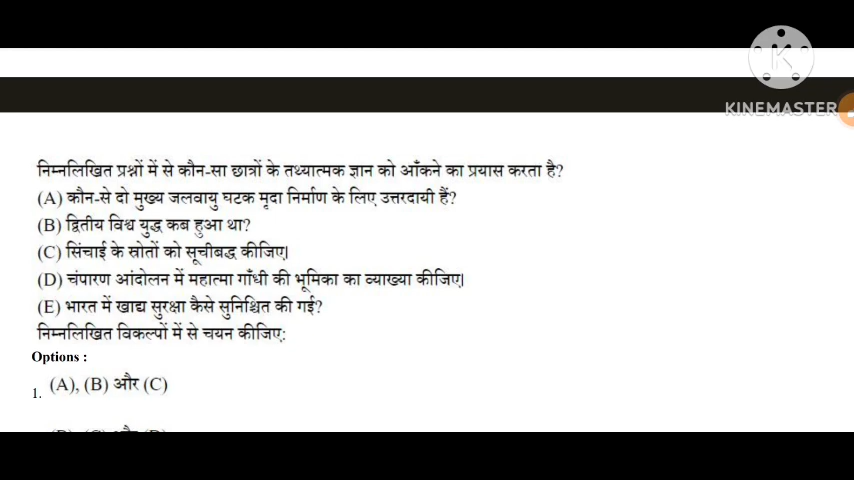 KINEMASTER
निम्नलिखित प्रश्नों में से कौन-सा छात्रों के तथ्यात्मक ज्ञान को आँकने का प्रयास करता है?
(A) कौन-से दो मुख्य जलवायु घटक मृदा निर्माण के लिए उत्तरदायी हैं?
(B) द्वितीय विश्व युद्ध कब हुआ था?
(C) सिंचाई के स्रोतों को सूचीबद्ध कीजिए।
(D) चंपारण आंदोलन में महात्मा गाँधी की भूमिका का व्याख्या कीजिए।
(E) भारत में खाद्य सुरक्षा कैसे सुनिश्चित की गई?
निम्नलिखित विकल्पों में से चयन कीजिए:
Options :
1. (A), (B) और (C)